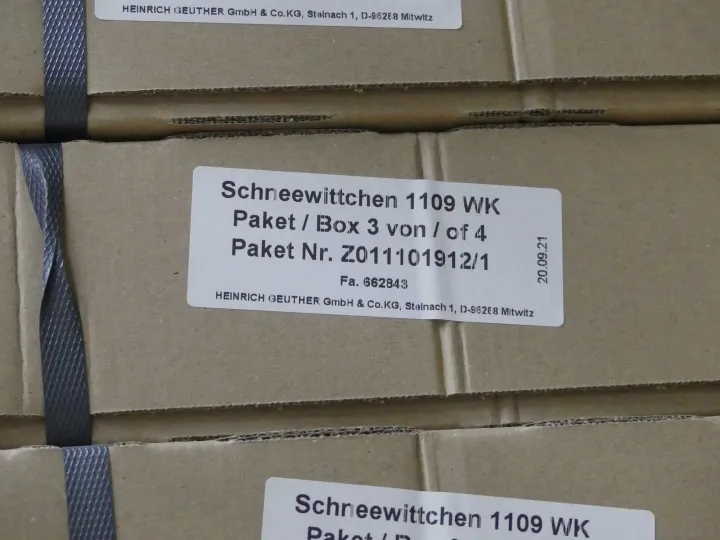 HEINRICH GEUTHER GmbH & Co.KG, Steinach 1, D-96268 Mitwitz
Schneewittchen 1109 WK
Paket / Box 3 von / of 4
Paket Nr. Z011101912/1
Fa. 662843
HEINRICH GEUTHER GmbH & Co.KG, Steinach 1, D-96268 Mitwitz
20.09.21
Schneewittchen 1109 WK
Paket /